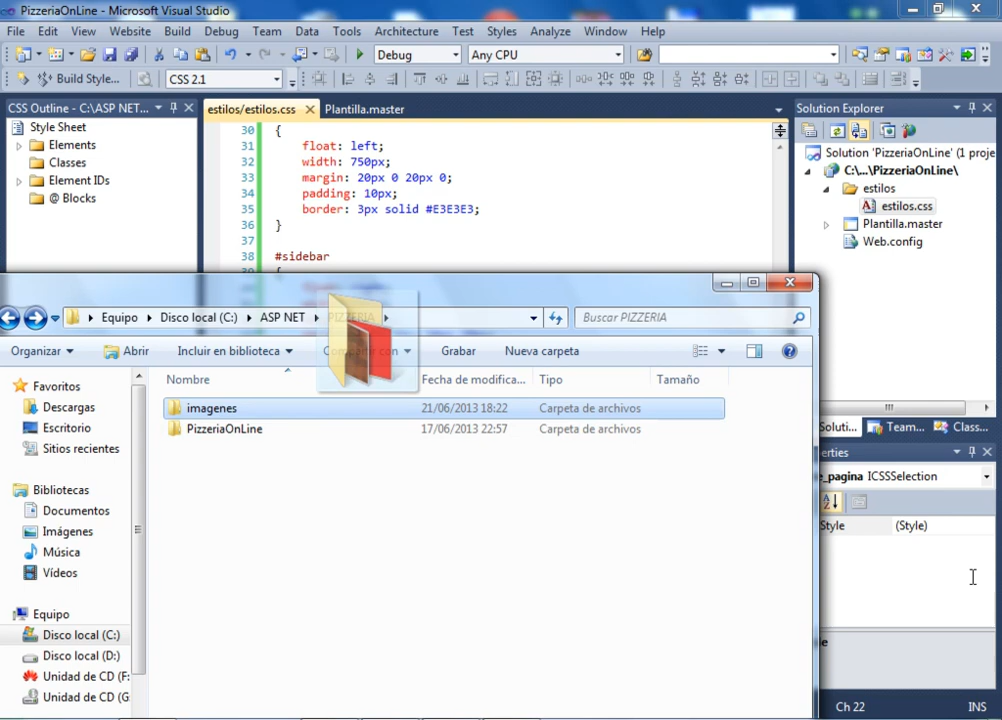 PizzeriaOnLine - Microsoft Visual Studio
File Edit View Website Build Debug Team Data Tools Architecture Test Styles Analyze Window Help
Debug Any CPU
Build Style... CSS 2.1
CSS Outline - C:\ASP NET...
Style Sheet
Elements
Classes
Element IDs
@ Blocks
estilos/estilos.css Plantilla.master
30 {
31 float: left;
32 width: 750px;
33 margin: 20px 0 20px 0;
34 padding: 10px;
35 border: 3px solid #E3E3E3;
36 }
37
38 #sidebar
Solution Explorer
Solution 'PizzeriaOnLine' (1 proje
C:\...\PizzeriaOnLine\
estilos
estilos.css
Plantilla.master
Web.config
Soluti... Team... Class...
erties
e_pagina ICSSSelection
Style (Style)
le
Equipo Disco local (C:) ASP NET PIZZERIA
Buscar PIZZERIA
Organizar Abrir Incluir en biblioteca Compartir con Grabar Nueva carpeta
Nombre Fecha de modifica... Tipo Tamaño
imagenes 21/06/2013 18:22 Carpeta de archivos
PizzeriaOnLine 17/06/2013 22:57 Carpeta de archivos
Favoritos
Descargas
Escritorio
Sitios recientes
Bibliotecas
Documentos
Imágenes
Música
Vídeos
Equipo
Disco local (C:)
Disco local (D:)
Unidad de CD (F:
Unidad de CD (G
Ch 22 INS